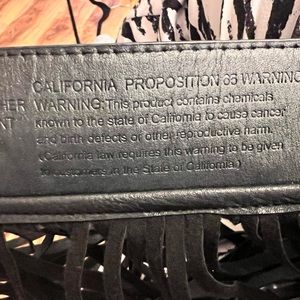 CALIFORNIA PROPOSITION 65 WARNING
HER WARNING: This product contains chemicals
NT known to the state of California to cause cancer
and birth defects or other reproductive harm.
(California law requires this warning to be given
to customers in the State of California.)